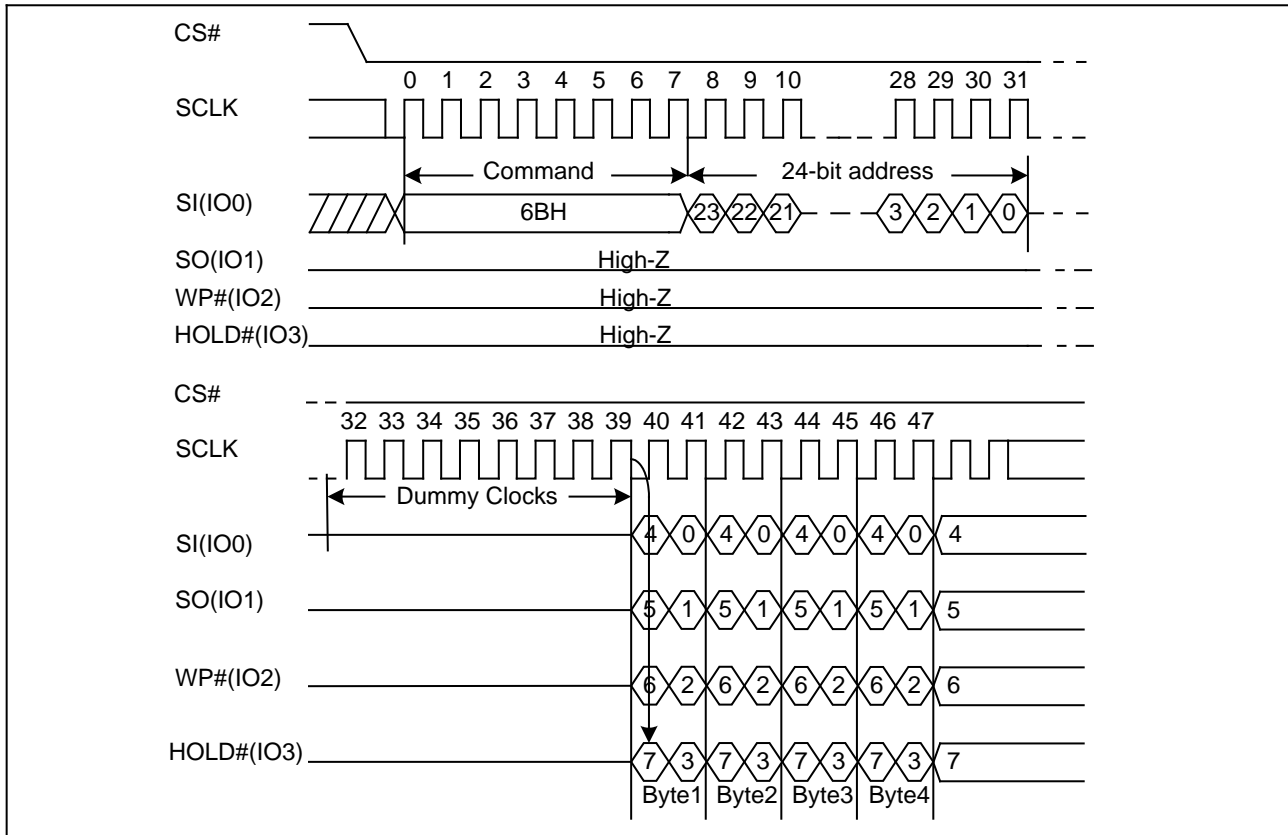 CS#
0 1 2 3 4 5 6 7 8 9 10 28 29 30 31
SCLK
Command 24-bit address
SI(IO0) 6BH 23 22 21 3 2 1 0
SO(IO1) High-Z
WP#(IO2) High-Z
HOLD#(IO3) High-Z
CS#
32 33 34 35 36 37 38 39 40 41 42 43 44 45 46 47
SCLK
Dummy Clocks
SI(IO0) 4 0 4 0 4 0 4 0 4
SO(IO1) 5 1 5 1 5 1 5 1 5
WP#(IO2) 6 2 6 2 6 2 6 2 6
HOLD#(IO3) 7 3 7 3 7 3 7 3 7
Byte1 Byte2 Byte3 Byte4